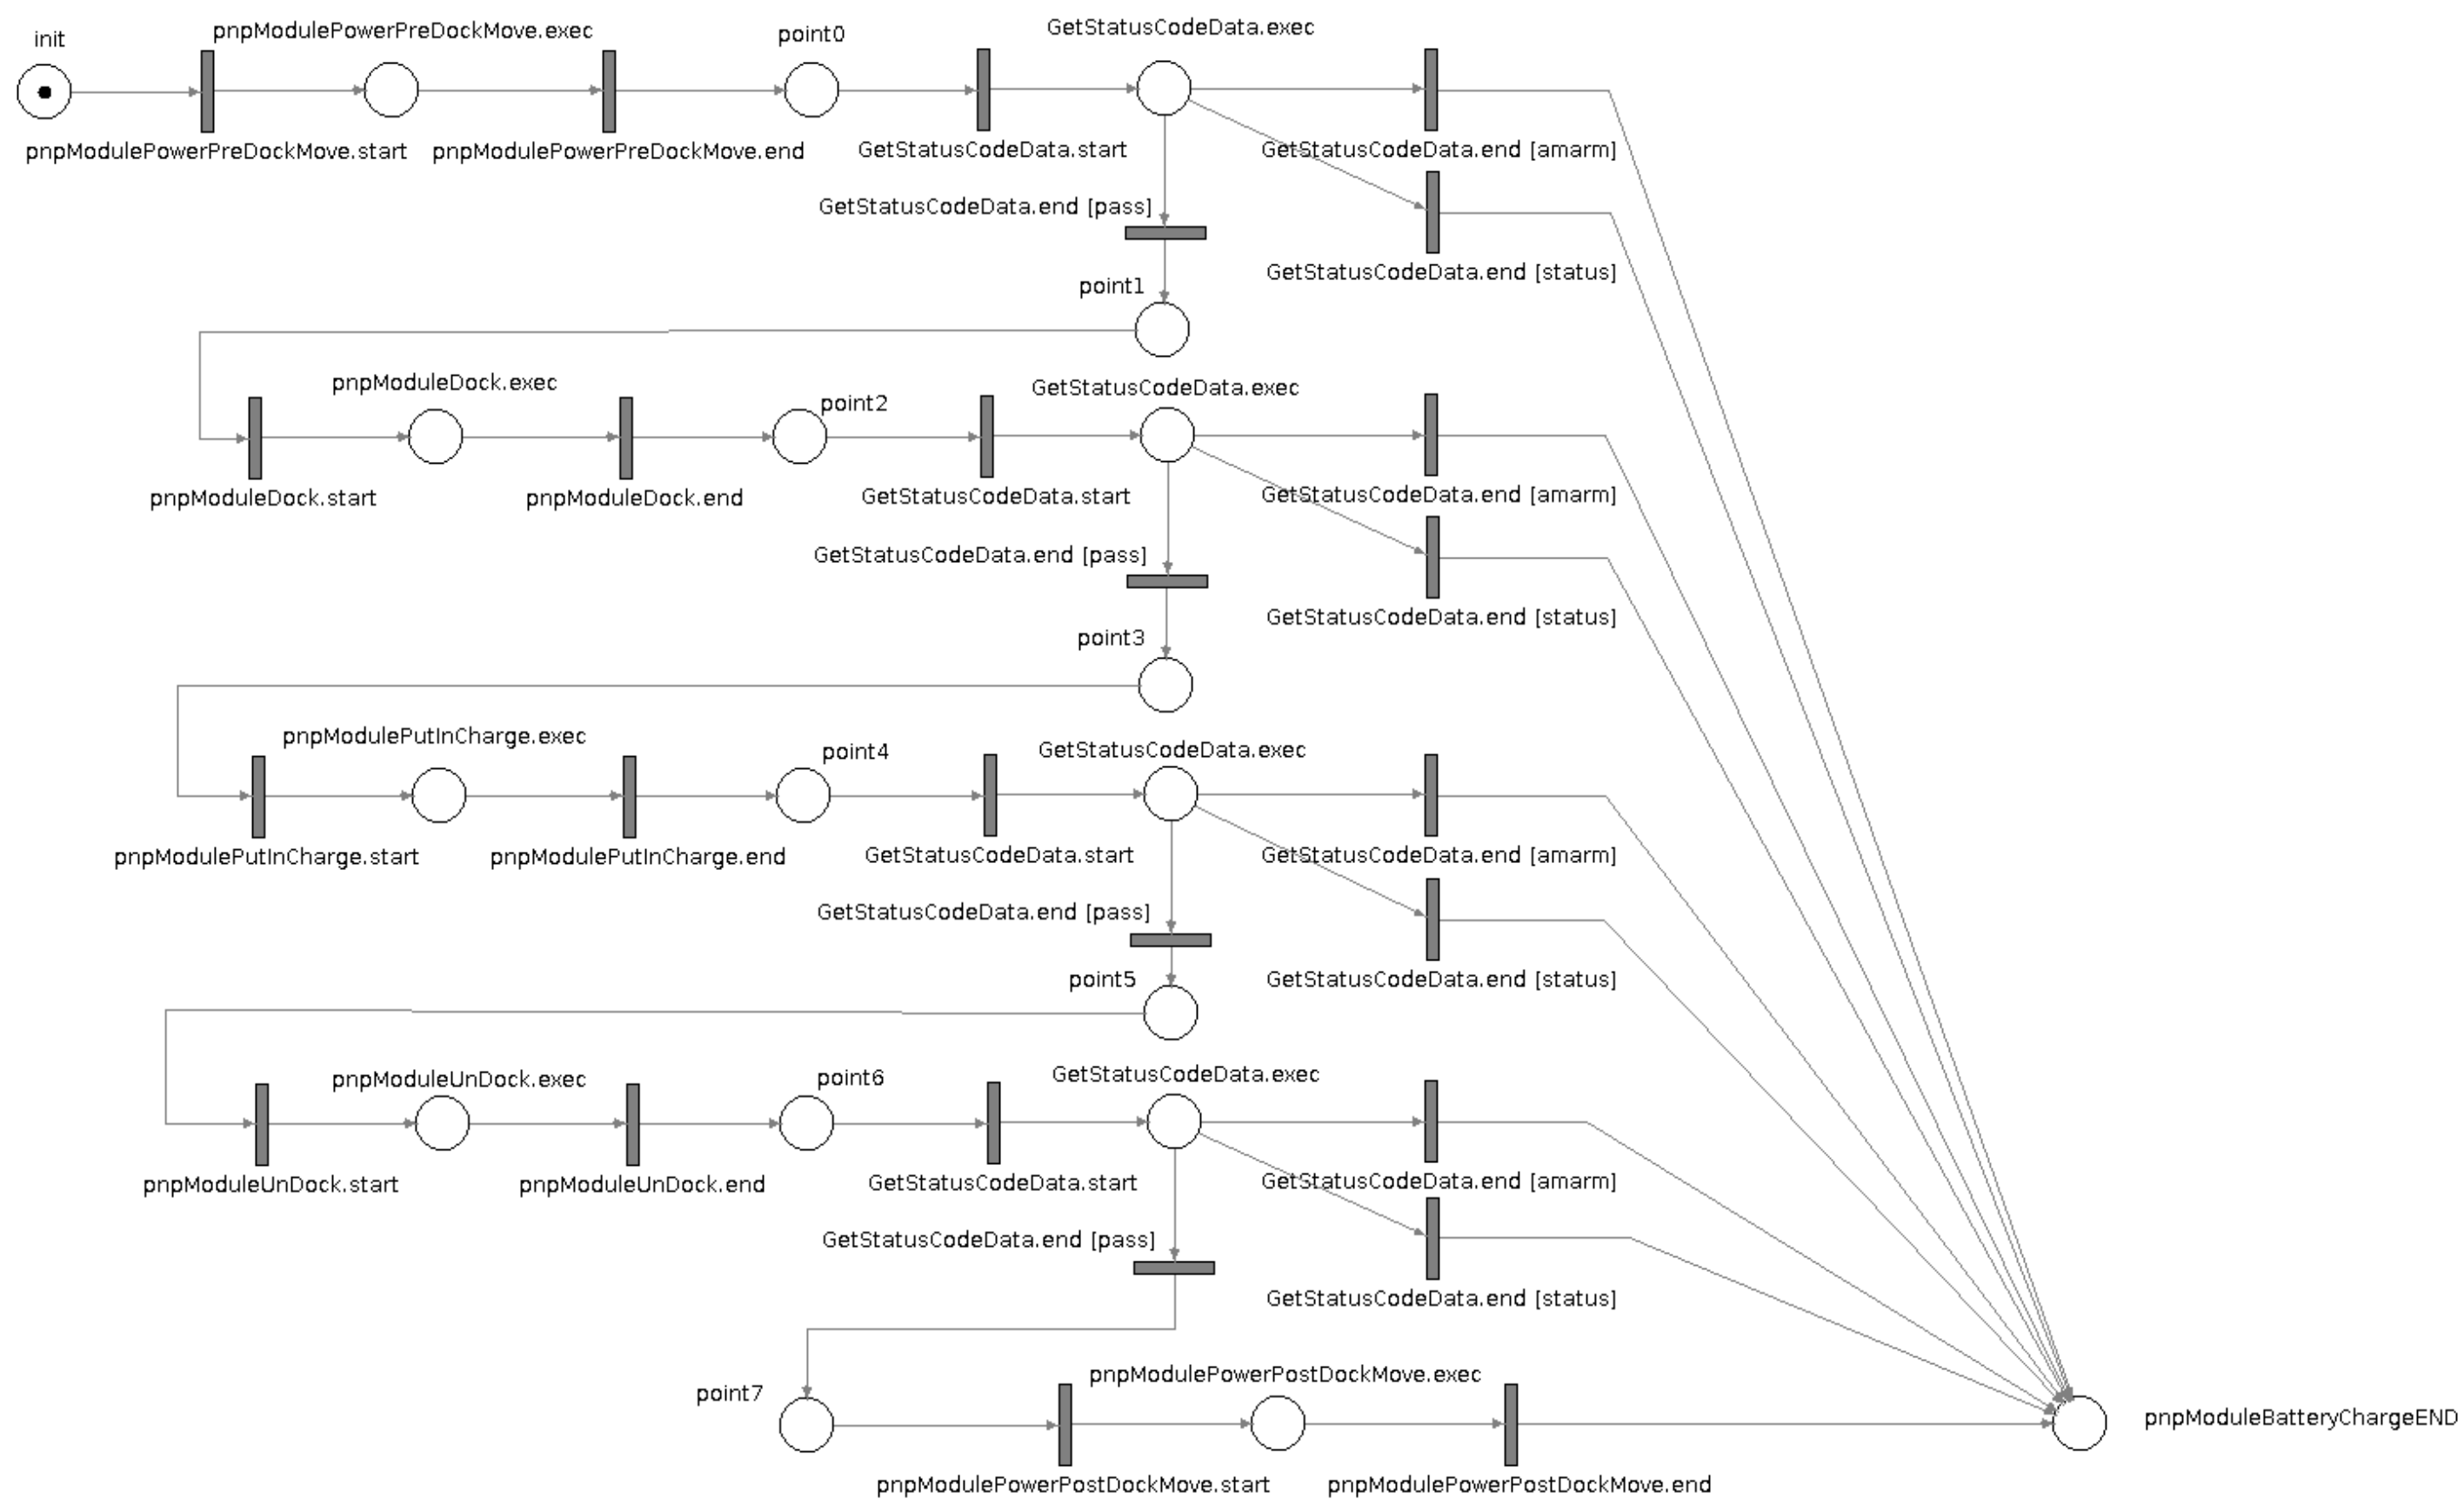 init
pnpModulePowerPreDockMove.exec
point0
GetStatusCodeData.exec
pnpModulePowerPreDockMove.start
pnpModulePowerPreDockMove.end
GetStatusCodeData.start
GetStatusCodeData.end [amarm]
GetStatusCodeData.end [pass]
GetStatusCodeData.end [status]
point1
pnpModuleDock.exec
point2
GetStatusCodeData.exec
pnpModuleDock.start
pnpModuleDock.end
GetStatusCodeData.start
GetStatusCodeData.end [amarm]
GetStatusCodeData.end [pass]
GetStatusCodeData.end [status]
point3
pnpModulePutInCharge.exec
point4
GetStatusCodeData.exec
pnpModulePutInCharge.start
pnpModulePutInCharge.end
GetStatusCodeData.start
GetStatusCodeData.end [amarm]
GetStatusCodeData.end [pass]
GetStatusCodeData.end [status]
point5
pnpModuleUnDock.exec
point6
GetStatusCodeData.exec
pnpModuleUnDock.start
pnpModuleUnDock.end
GetStatusCodeData.start
GetStatusCodeData.end [amarm]
GetStatusCodeData.end [pass]
GetStatusCodeData.end [status]
point7
pnpModulePowerPostDockMove.exec
pnpModuleBatteryChargeEND
pnpModulePowerPostDockMove.start
pnpModulePowerPostDockMove.end